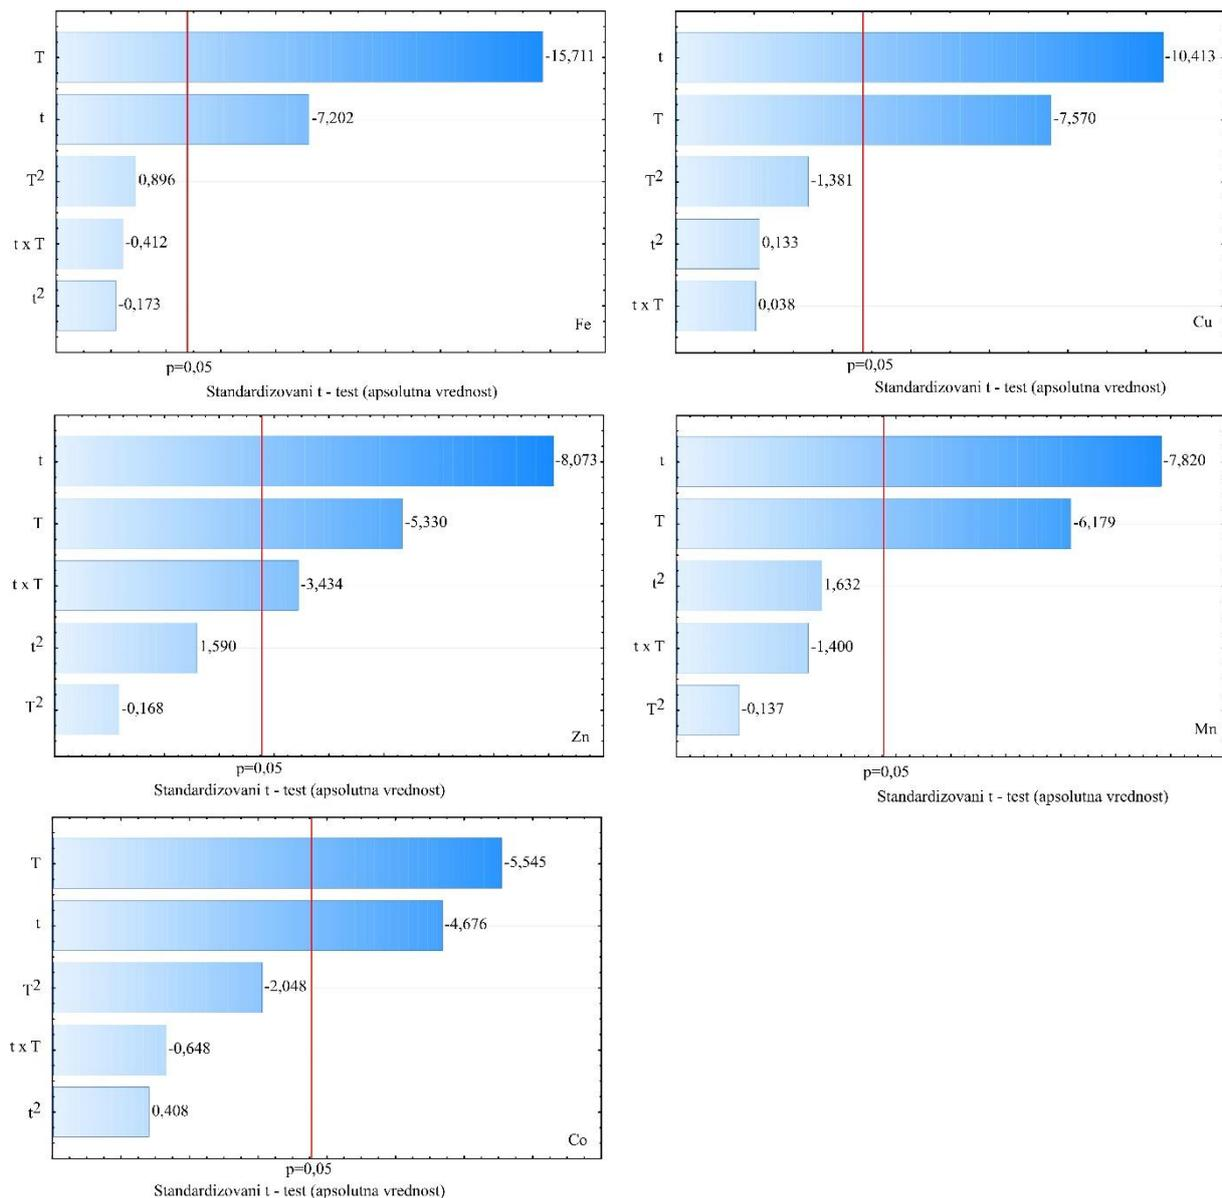 T -15,711
t -7,202
T2 0,896
t x T -0,412
t2 -0,173
Fe
p=0,05
Standardizovani t - test (apsolutna vrednost)
t -10,413
T -7,570
T2 -1,381
t2 0,133
t x T 0,038
Cu
p=0,05
Standardizovani t - test (apsolutna vrednost)
t -8,073
T -5,330
t x T -3,434
t2 1,590
T2 -0,168
Zn
p=0,05
Standardizovani t - test (apsolutna vrednost)
t -7,820
T -6,179
t2 1,632
t x T -1,400
T2 -0,137
Mn
p=0,05
Standardizovani t - test (apsolutna vrednost)
T -5,545
t -4,676
T2 -2,048
t x T -0,648
t2 0,408
Co
p=0,05
Standardizovani t - test (apsolutna vrednost)